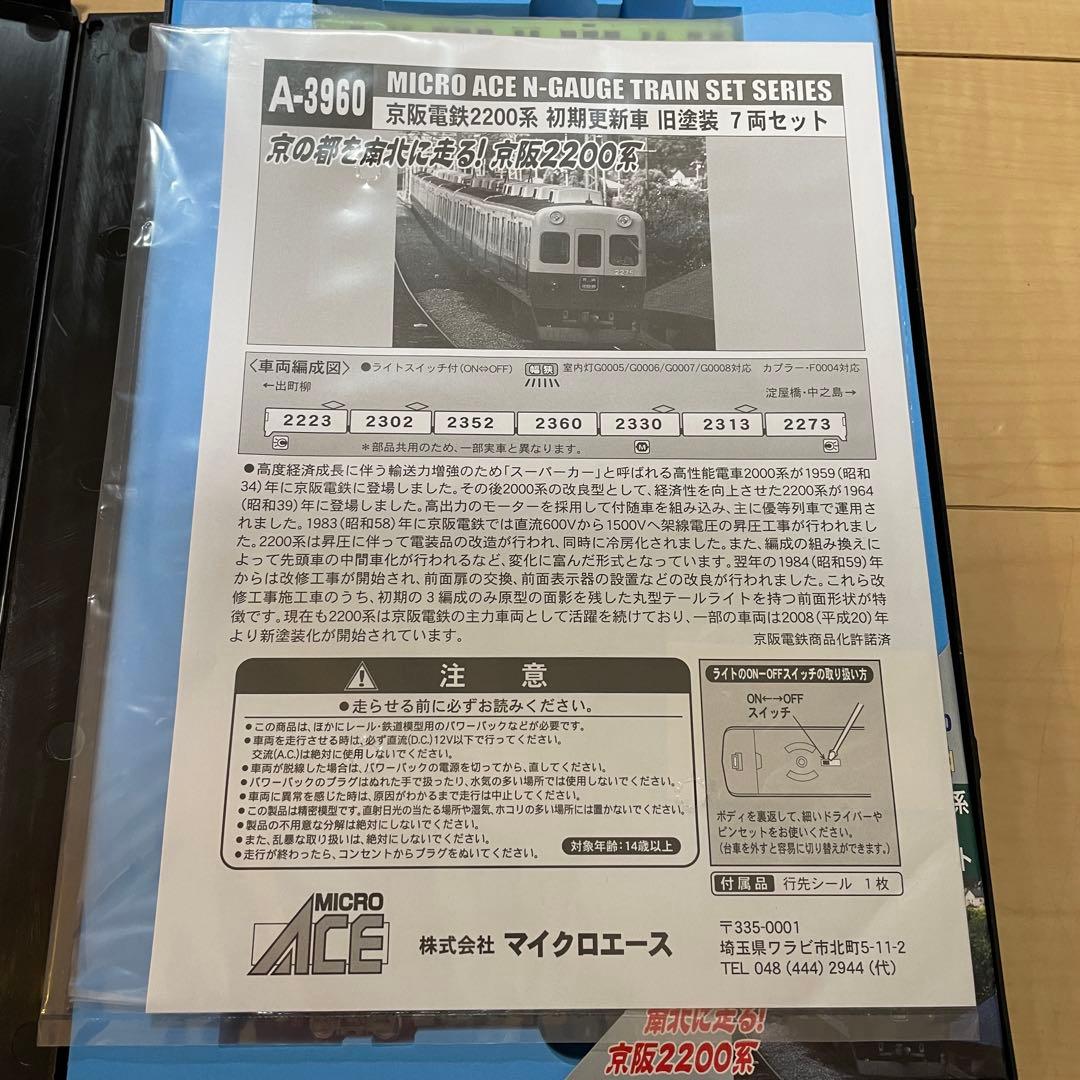 A-3960
MICRO ACE N-GAUGE TRAIN SET SERIES
京阪電鉄2200系 初期更新車 旧塗装 7両セット
京の都を南北に走る!京阪2200系
2275
〈車両編成図〉 ●ライトスイッチ付(ON⇔OFF) 幅狭 室内灯G0005/G0006/G0007/G0008対応 カプラー・F0004対応
←出町柳 淀屋橋・中之島→
2223 2302 2352 2360 2330 2313 2273
M
*部品共用のため、一部実車と異なります。
●高度経済成長に伴う輸送力増強のため「スーパーカー」と呼ばれる高性能電車2000系が1959(昭和
34)年に京阪電鉄に登場しました。その後2000系の改良型として、経済性を向上させた2200系が1964
(昭和39)年に登場しました。高出力のモーターを採用して付随車を組み込み、主に優等列車で運用さ
れました。1983(昭和58)年に京阪電鉄では直流600Vから1500Vへ架線電圧の昇圧工事が行われまし
た。2200系は昇圧に伴って電装品の改造が行われ、同時に冷房化されました。また、編成の組み換えに
よって先頭車の中間車化が行われるなど、変化に富んだ形式となっています。翌年の1984(昭和59)年
からは改修工事が開始され、前面扉の交換、前面表示器の設置などの改良が行われました。これら改
修工事施工車のうち、初期の3編成のみ原型の面影を残した丸型テールライトを持つ前面形状が特
徴です。現在も2200系は京阪電鉄の主力車両として活躍を続けており、一部の車両は2008(平成20)年
より新塗装化が開始されています。
京阪電鉄商品化許諾済
注意
●走らせる前に必ずお読みください。
●この商品は、ほかにレール・鉄道模型用のパワーパックなどが必要です。
●車両を走行させる時は、必ず直流(D.C.)12V以下で行ってください。
交流(A.C.)は絶対に使用しないでください。
●車両が脱線した場合は、パワーパックの電源を切ってから、直してください。
●パワーパックのプラグはぬれた手で扱ったり、水気の多い場所では使用しないでください。
●車両に異常を感じた時は、原因がわかるまで走行は中止してください。
●この製品は精密模型です。直射日光の当たる場所や湿気、ホコリの多い場所には置かないでください。
●製品の不用意な分解は絶対にしないでください。
●また、乱暴な取り扱いは、絶対にしないでください。
●走行が終わったら、コンセントからプラグをぬいてください。
対象年齢:14歳以上
ライトのON-OFFスイッチの取り扱い方
ON←→OFF
スイッチ
ボディを裏返して、細いドライバーや
ピンセットをお使いください。
(台車を外すと容易に切り替えができます。)
付属品 行先シール 1枚
MICRO
ACE
株式会社 マイクロエース
〒335-0001
埼玉県ワラビ市北町5-11-2
TEL 048 (444) 2944 (代)
系
ト
南北に走る!
京阪2200系